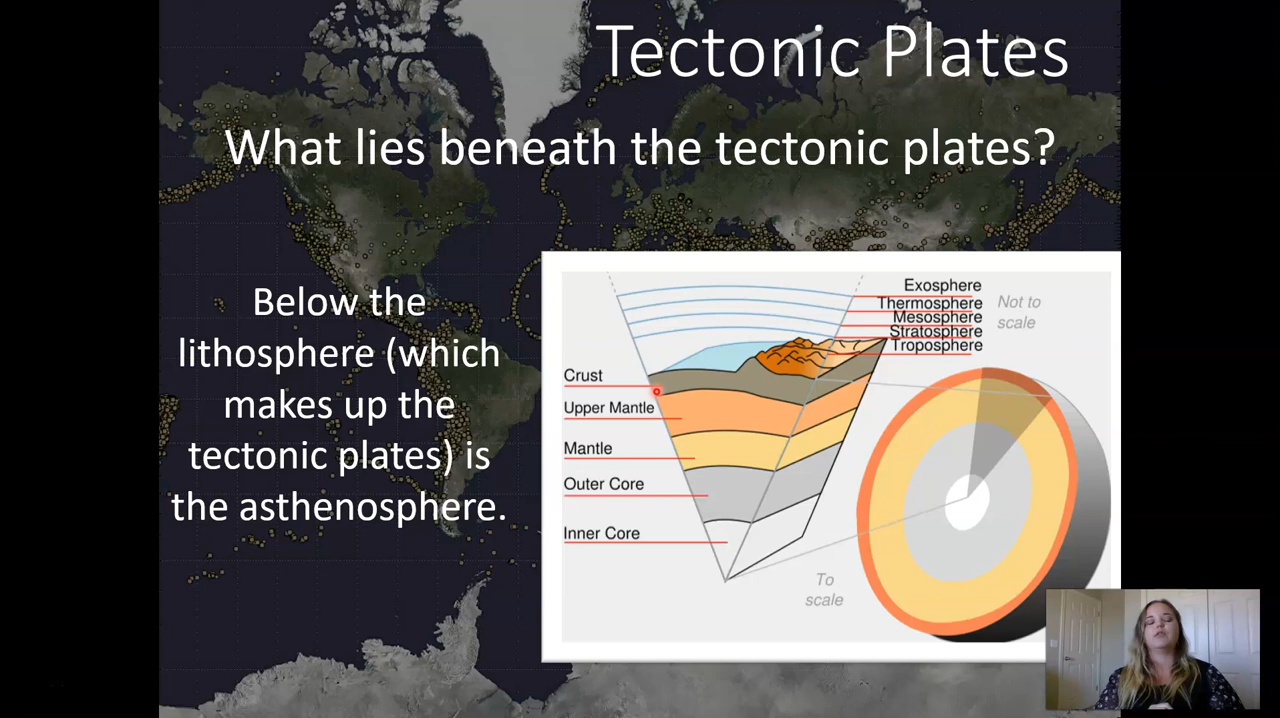 Tectonic Plates
What lies beneath the tectonic plates?
Below the
lithosphere (which
makes up the
tectonic plates) is
the asthenosphere.
Exosphere
Thermosphere
Mesosphere
Stratosphere
Troposphere
Not to
scale
Crust
Upper Mantle
Mantle
Outer Core
Inner Core
To
scale